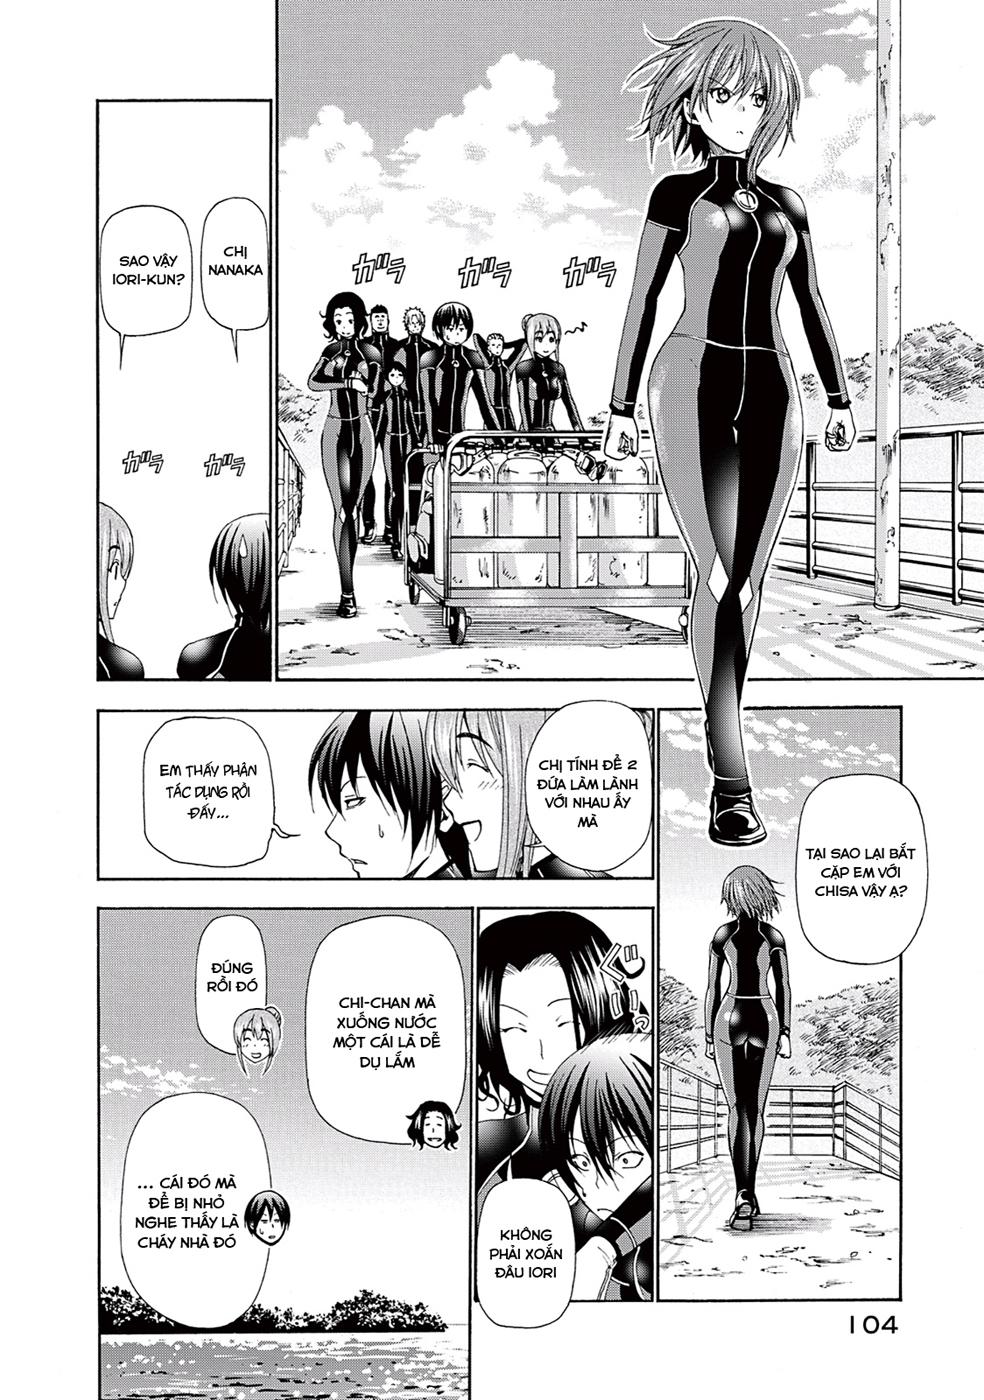 ガラ
ガラ
ガラ
CHỊ
NANAKA
SAO VẬY
IORI-KUN?
ガラ
ガラ
TẠI SAO LẠI BẮT
CẶP EM VỚI
CHISA VẬY Ạ?
CHỊ TÍNH ĐỂ 2
ĐỨA LÀM LÀNH
VỚI NHAU ẤY
MÀ
EM THẤY PHẢN
TÁC DỤNG RỒI
ĐẤY...
KHÔNG
PHẢI XOẮN
ĐÂU IORI
CHI-CHAN MÀ
XUỐNG NƯỚC
MỘT CÁI LÀ DỄ
DỤ LẮM
ĐÚNG
RỒI ĐÓ
... CÁI ĐÓ MÀ
ĐỂ BỊ NHỎ
NGHE THẤY LÀ
CHÁY NHÀ ĐÓ
104